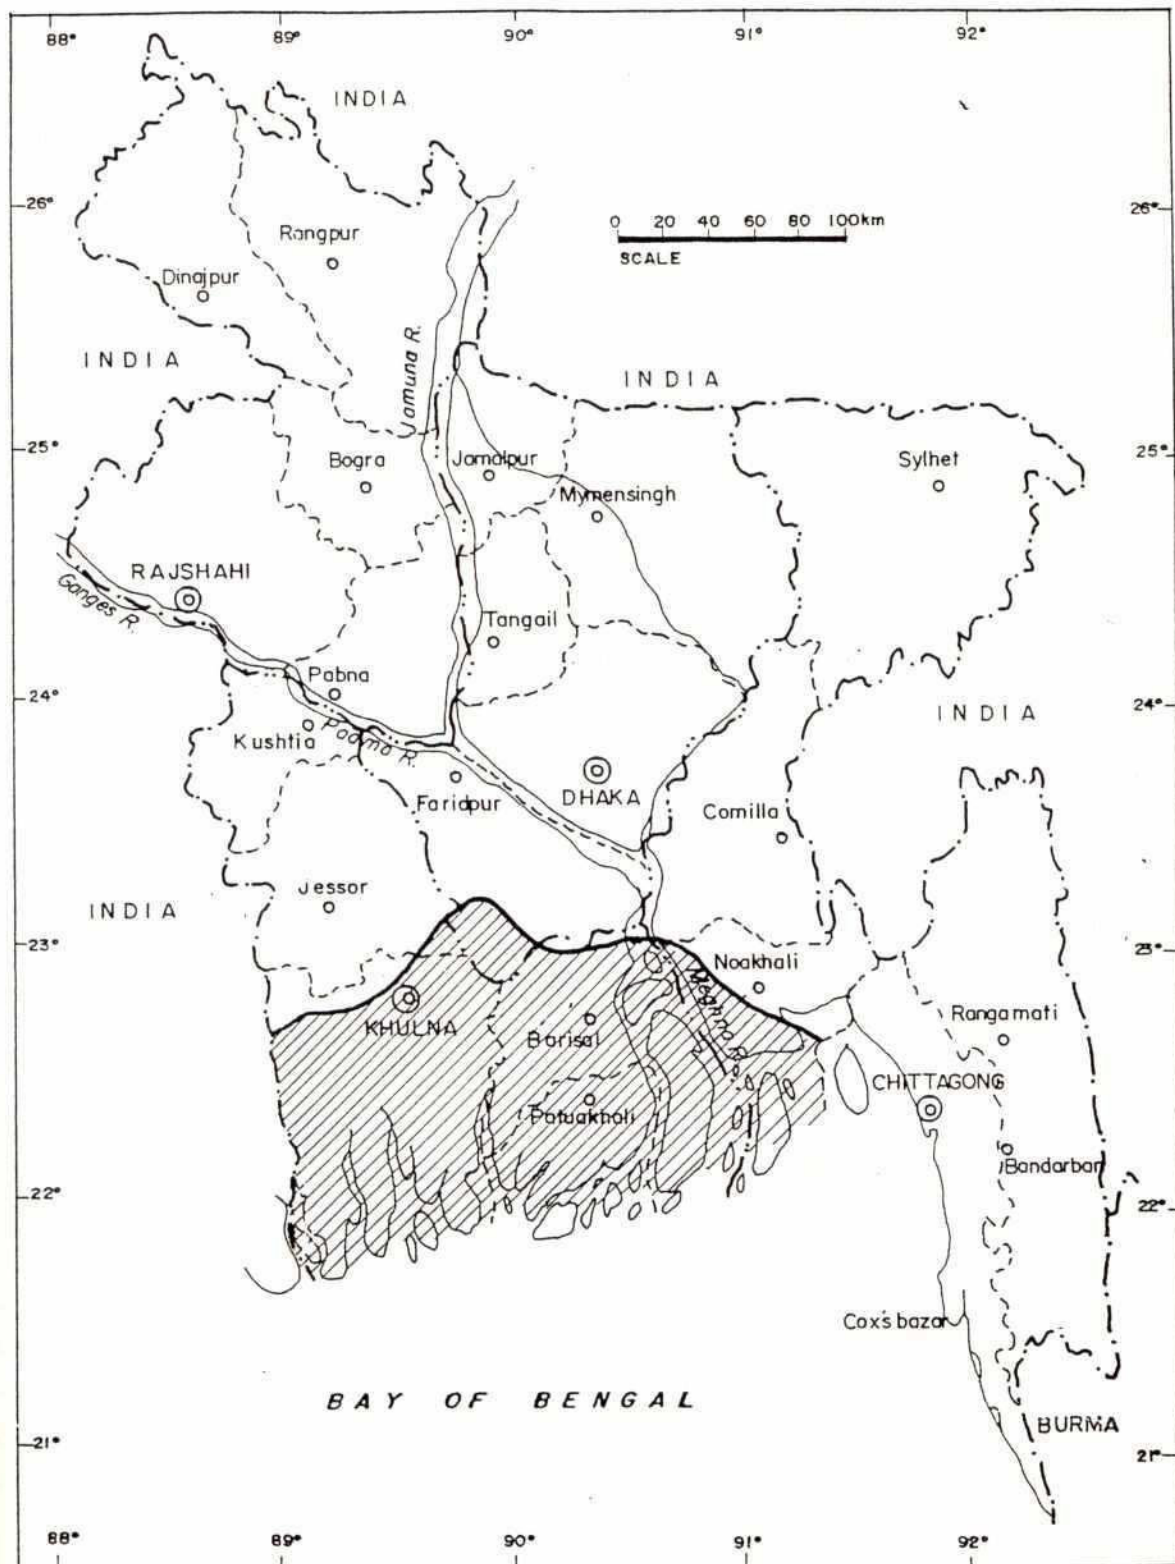 88° 89° 90° 91° 92°
INDIA
26° 26°
0 20 40 60 80 100km
SCALE
Rangpur
Dinajpur
Jamuna R.
INDIA
INDIA
25° 25°
Bogra
Jamalpur
Sylhet
Mymensingh
RAJSHAHI
Ganges R.
Tangail
Pabna
24° 24°
INDIA
Kushtia
Padma R.
Faridpur
DHAKA
Comilla
Jessor
INDIA
23° 23°
Noakhali
Meghna R.
KHULNA
Barisal
Rangamati
CHITTAGONG
Patuakhali
Bandarban
22° 22°
Cox's bazar
BAY OF BENGAL
BURMA
21° 21°
88° 89° 90° 91° 92°